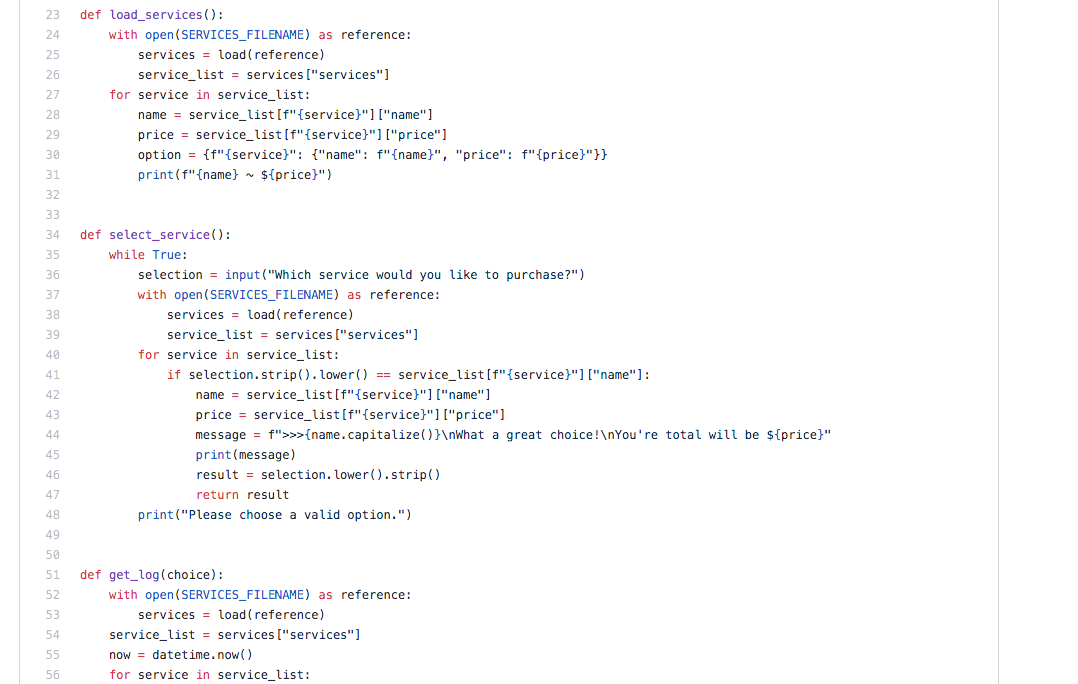 23 def load_services():
24     with open(SERVICES_FILENAME) as reference:
25         services = load(reference)
26         service_list = services["services"]
27     for service in service_list:
28         name = service_list[f"{service}"]["name"]
29         price = service_list[f"{service}"]["price"]
30         option = {f"{service}": {"name": f"{name}", "price": f"{price}"}}
31         print(f"{name} ~ ${price}")
32
33
34 def select_service():
35     while True:
36         selection = input("Which service would you like to purchase?")
37         with open(SERVICES_FILENAME) as reference:
38             services = load(reference)
39             service_list = services["services"]
40         for service in service_list:
41             if selection.strip().lower() == service_list[f"{service}"]["name"]:
42                 name = service_list[f"{service}"]["name"]
43                 price = service_list[f"{service}"]["price"]
44                 message = f">>>{name.capitalize()}\nWhat a great choice!\nYou're total will be ${price}"
45                 print(message)
46                 result = selection.lower().strip()
47                 return result
48         print("Please choose a valid option.")
49
50
51 def get_log(choice):
52     with open(SERVICES_FILENAME) as reference:
53         services = load(reference)
54     service_list = services["services"]
55     now = datetime.now()
56     for service in service_list: